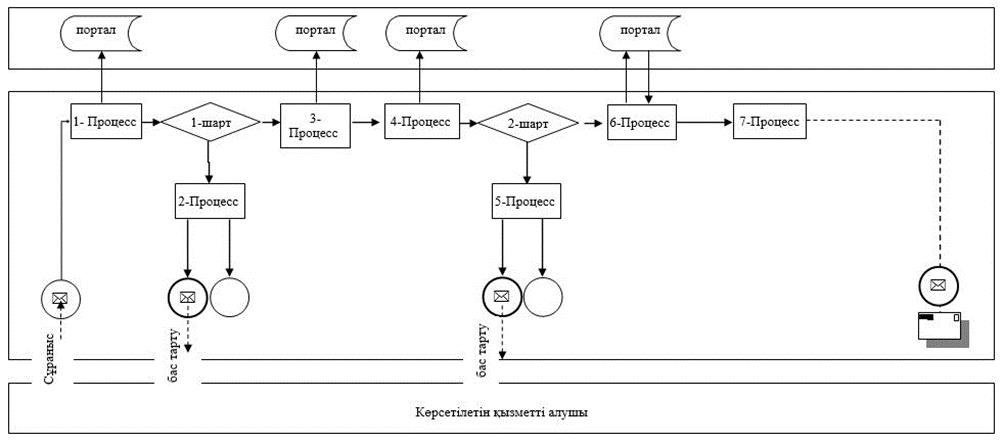 портал
портал
портал
портал
1- Процесс
1-шарт
3-
Процесс
4-Процесс
2-шарт
6-Процесс
7-Процесс
2-Процесс
5-Процесс
Сұраныс
бас тарту
бас тарту
Көрсетілетін қызметті алушы